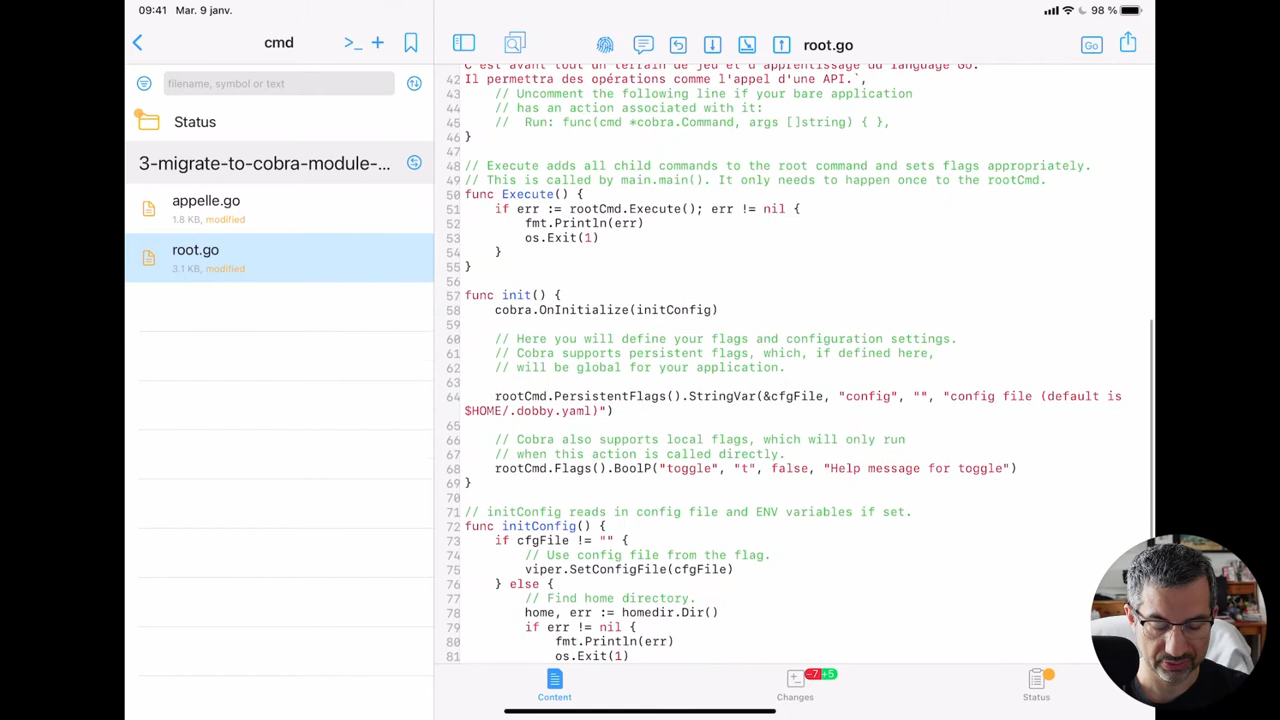 09:41 Mar. 9 janv.
98 %
cmd
>_ +
root.go
Go
filename, symbol or text
Status
3-migrate-to-cobra-module-...
appelle.go
1.8 KB, modified
root.go
3.1 KB, modified
C'est avant tout un terrain de jeu et d'apprentissage du language Go.
42 Il permettra des opérations comme l'appel d'une API.`,
43 // Uncomment the following line if your bare application
44 // has an action associated with it:
45 // Run: func(cmd *cobra.Command, args []string) { },
46 }
47
48 // Execute adds all child commands to the root command and sets flags appropriately.
49 // This is called by main.main(). It only needs to happen once to the rootCmd.
50 func Execute() {
51 if err := rootCmd.Execute(); err != nil {
52 fmt.Println(err)
53 os.Exit(1)
54 }
55 }
56
57 func init() {
58 cobra.OnInitialize(initConfig)
59
60 // Here you will define your flags and configuration settings.
61 // Cobra supports persistent flags, which, if defined here,
62 // will be global for your application.
63
64 rootCmd.PersistentFlags().StringVar(&cfgFile, "config", "", "config file (default is
$HOME/.dobby.yaml)")
65
66 // Cobra also supports local flags, which will only run
67 // when this action is called directly.
68 rootCmd.Flags().BoolP("toggle", "t", false, "Help message for toggle")
69 }
70
71 // initConfig reads in config file and ENV variables if set.
72 func initConfig() {
73 if cfgFile != "" {
74 // Use config file from the flag.
75 viper.SetConfigFile(cfgFile)
76 } else {
77 // Find home directory.
78 home, err := homedir.Dir()
79 if err != nil {
80 fmt.Println(err)
81 os.Exit(1)
Content
-7 +5
Changes
Status